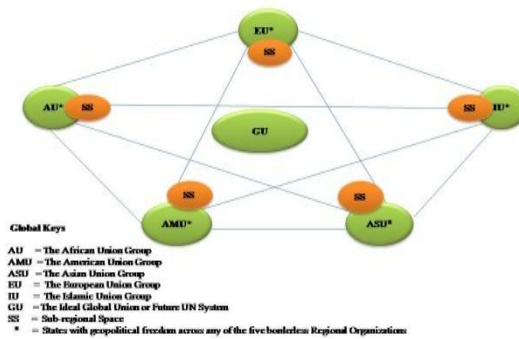 EU*
SS
AU* SS
SS IU*
GU
SS
SS
AMU*
ASU*
Global Keys
AU = The African Union Group
AMU = The American Union Group
ASU = The Asian Union Group
EU = The European Union Group
IU = The Islamic Union Group
GU = The Ideal Global Union or Future UN System
SS = Sub-regional Space
* = States with geopolitical freedom across any of the five borderless Regional Organizations